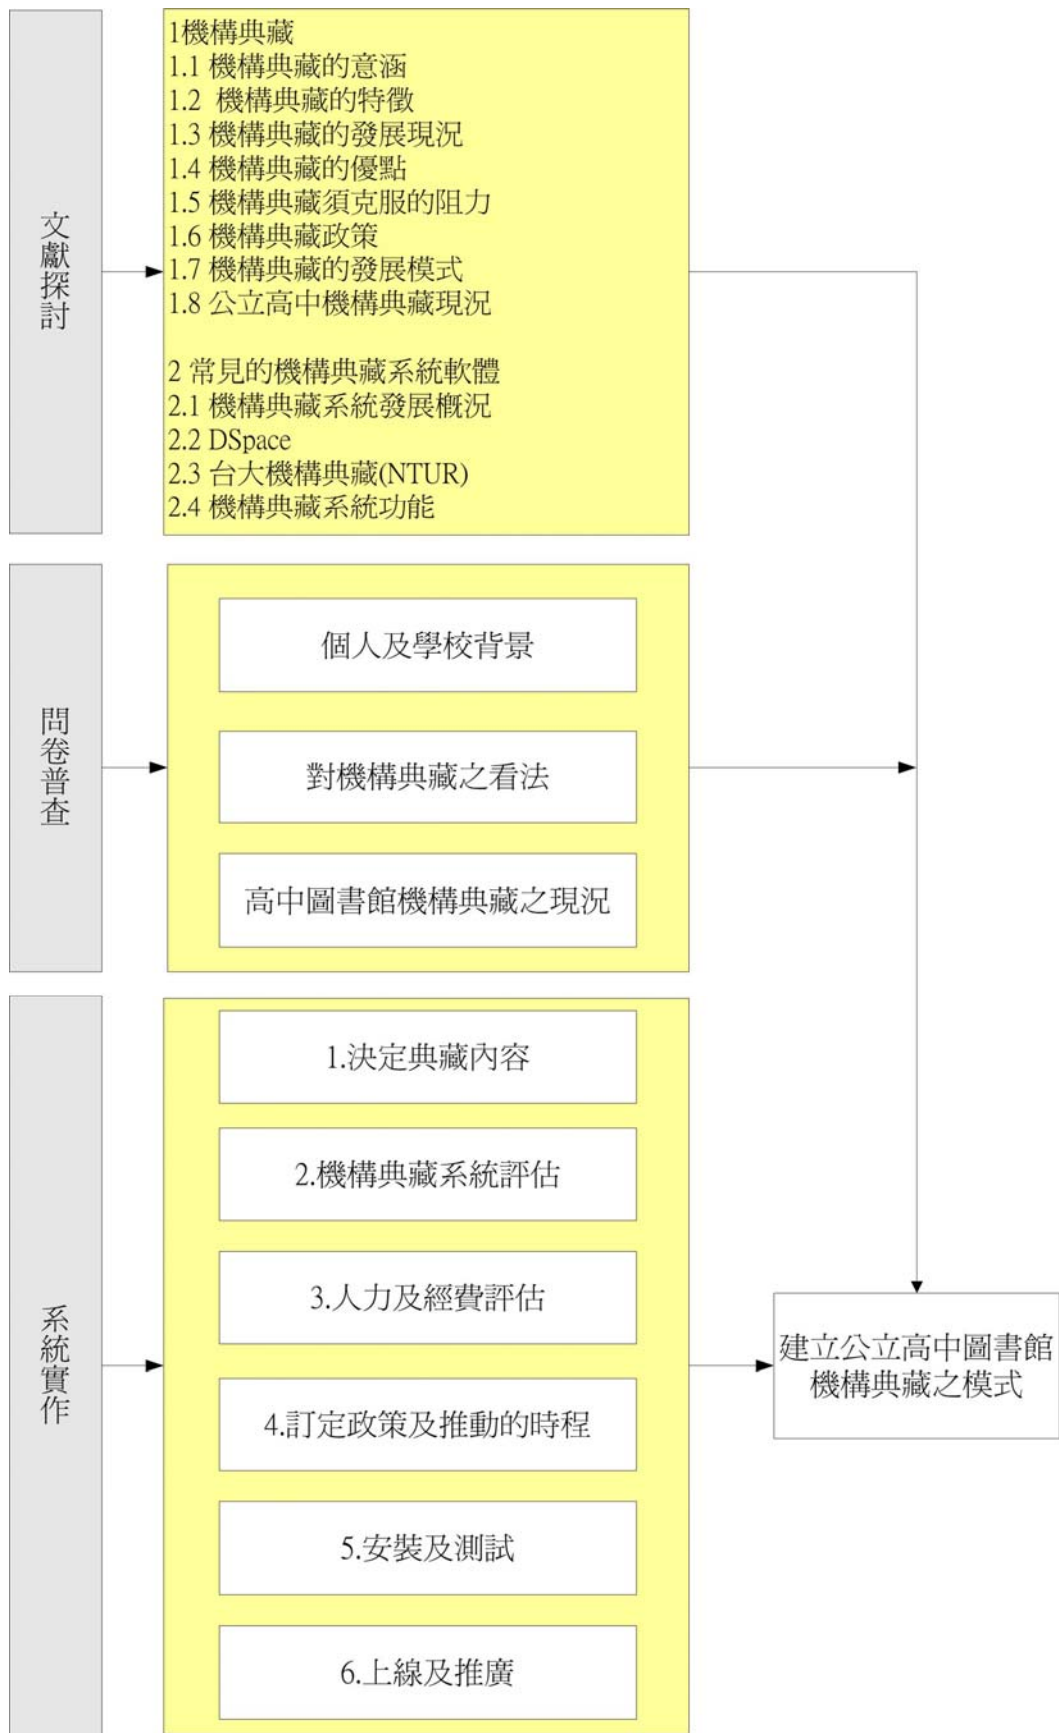 文獻探討
1機構典藏
1.1 機構典藏的意涵
1.2 機構典藏的特徵
1.3 機構典藏的發展現況
1.4 機構典藏的優點
1.5 機構典藏須克服的阻力
1.6 機構典藏政策
1.7 機構典藏的發展模式
1.8 公立高中機構典藏現況
2 常見的機構典藏系統軟體
2.1 機構典藏系統發展概況
2.2 DSpace
2.3 台大機構典藏(NTUR)
2.4 機構典藏系統功能
問卷普查
個人及學校背景
對機構典藏之看法
高中圖書館機構典藏之現況
系統實作
1.決定典藏內容
2.機構典藏系統評估
3.人力及經費評估
4.訂定政策及推動的時程
5.安裝及測試
6.上線及推廣
建立公立高中圖書館
機構典藏之模式